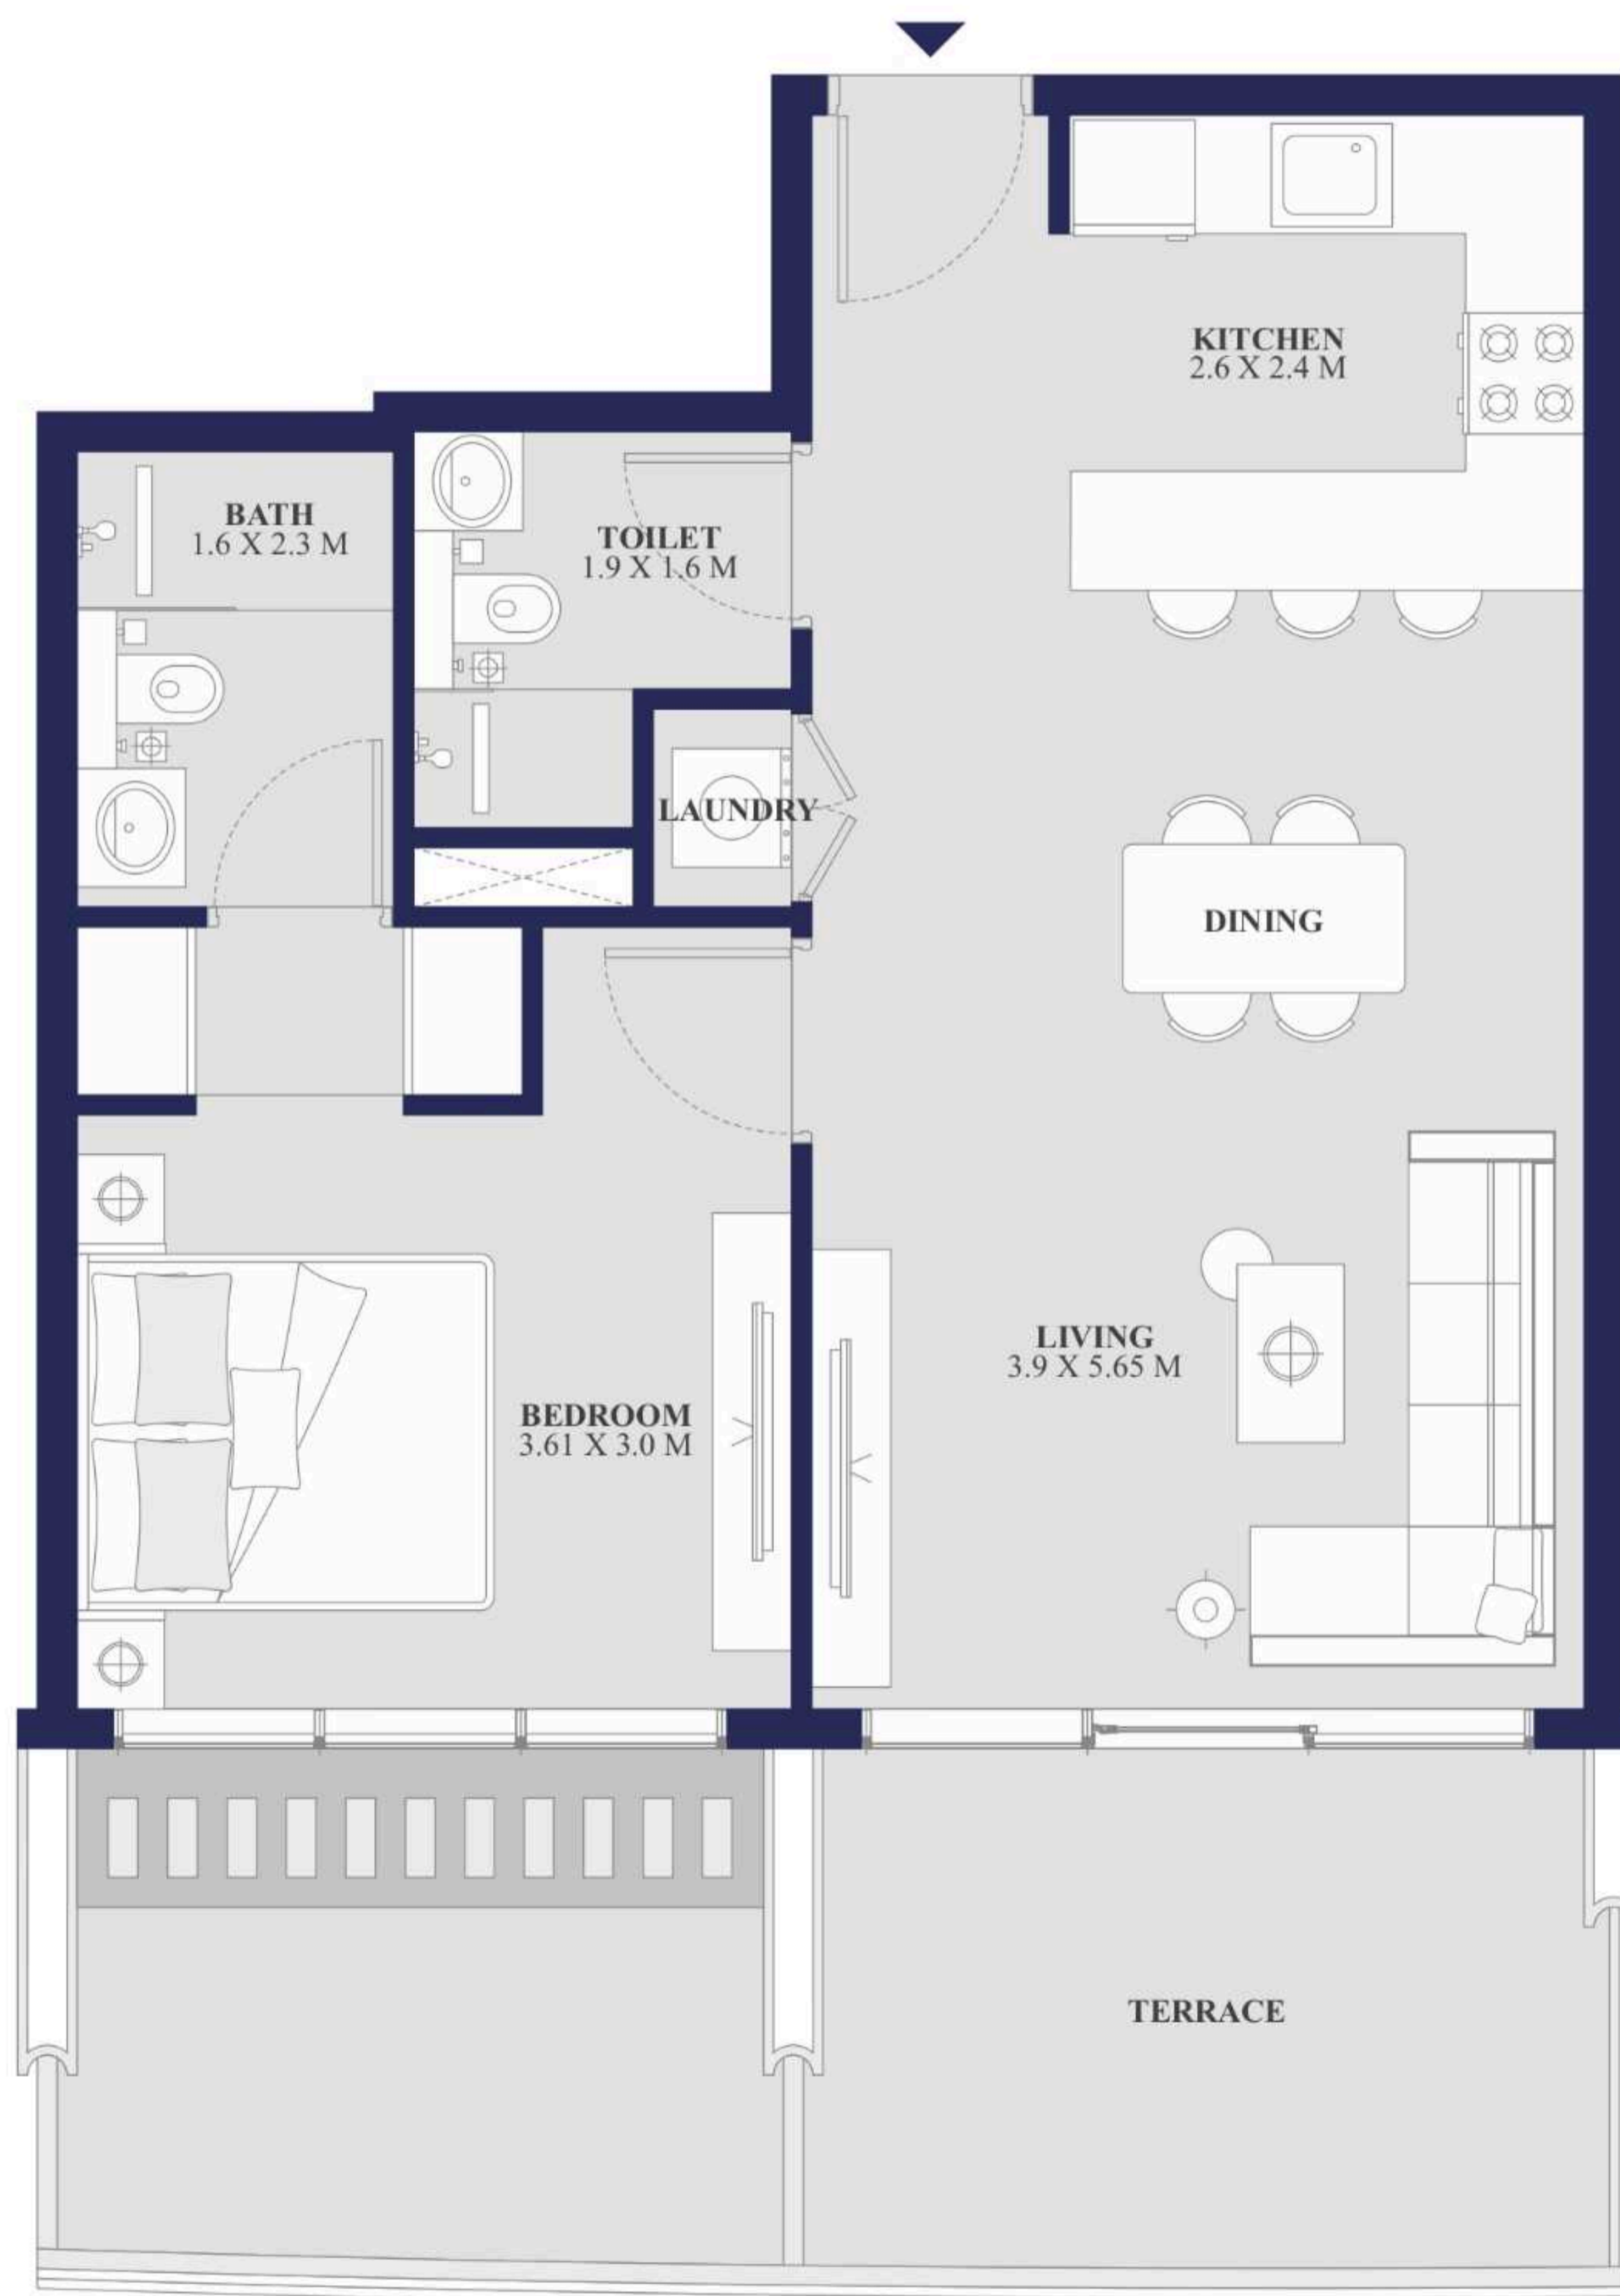 KITCHEN
2.6 X 2.4 M
BATH
1.6 X 2.3 M
TOILET
1.9 X 1.6 M
LAUNDRY
DINING
LIVING
3.9 X 5.65 M
BEDROOM
3.61 X 3.0 M
TERRACE